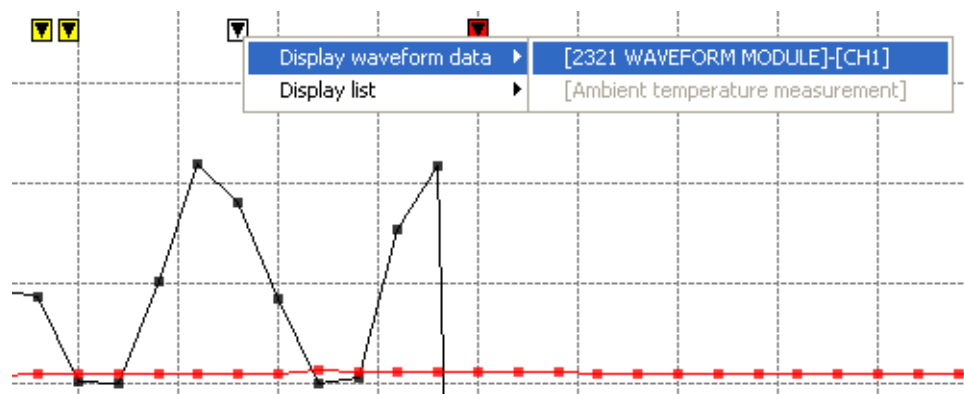 Display waveform data
[2321 WAVEFORM MODULE]-[CH1]
Display list
[Ambient temperature measurement]